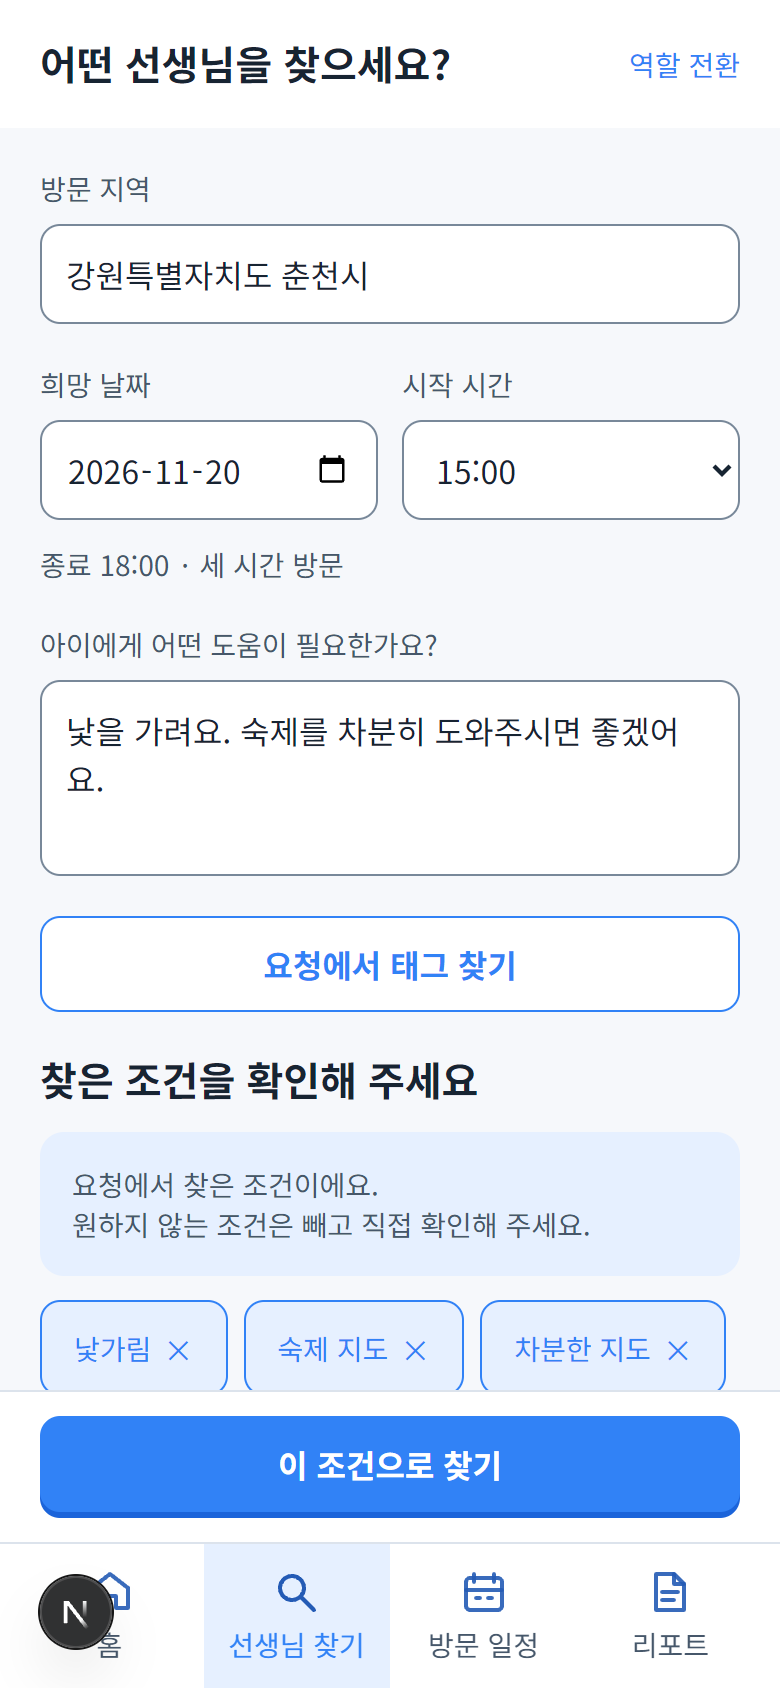 어떤 선생님을 찾으세요?
역할 전환
방문 지역
강원특별자치도 춘천시
희망 날짜
시작 시간
2026-11-20
15:00
종료 18:00 · 세 시간 방문
아이에게 어떤 도움이 필요한가요?
낯을 가려요. 숙제를 차분히 도와주시면 좋겠어
요.
요청에서 태그 찾기
찾은 조건을 확인해 주세요
요청에서 찾은 조건이에요.
원하지 않는 조건은 빼고 직접 확인해 주세요.
낯가림 ×
숙제 지도 ×
차분한 지도 ×
이 조건으로 찾기
N
홈
선생님 찾기
방문 일정
리포트